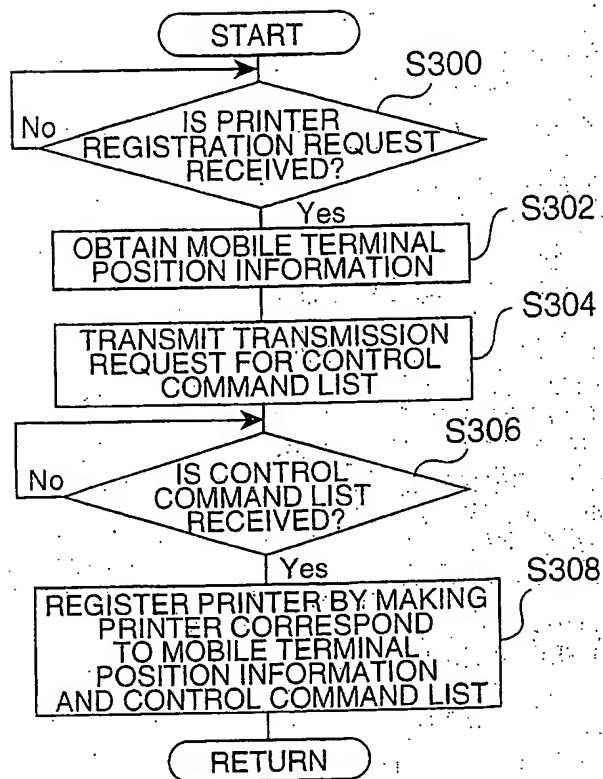 START
S300
No
IS PRINTER
REGISTRATION REQUEST
RECEIVED?
Yes
S302
OBTAIN MOBILE TERMINAL
POSITION INFORMATION
S304
TRANSMIT TRANSMISSION
REQUEST FOR CONTROL
COMMAND LIST
S306
No
IS CONTROL
COMMAND LIST
RECEIVED?
Yes
S308
REGISTER PRINTER BY MAKING
PRINTER CORRESPOND
TO MOBILE TERMINAL
POSITION INFORMATION
AND CONTROL COMMAND LIST
RETURN